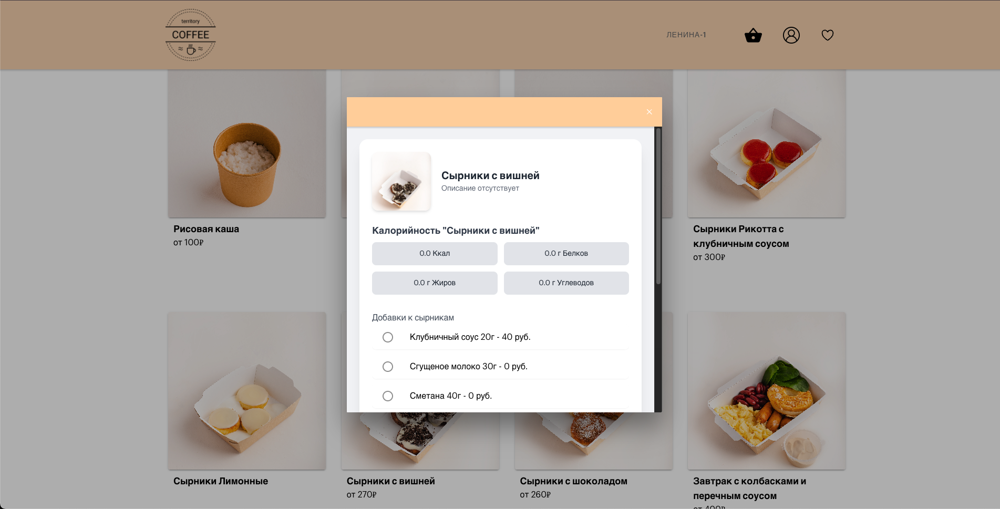 territory
COFFEE
ЛЕНИНА-1
Сырники с вишней
Описание отсутствует
Калорийность "Сырники с вишней"
0.0 Ккал
0.0 г Белков
0.0 г Жиров
0.0 г Углеводов
Добавки к сырникам
Клубничный соус 20г - 40 руб.
Сгущеное молоко 30г - 0 руб.
Сметана 40г - 0 руб.
Рисовая каша
от 100₽
Сырники Рикотта с
клубничным соусом
от 300₽
Сырники Лимонные
Сырники с вишней
от 270₽
Сырники с шоколадом
от 260₽
Завтрак с колбасками и
перечным соусом
от 400₽